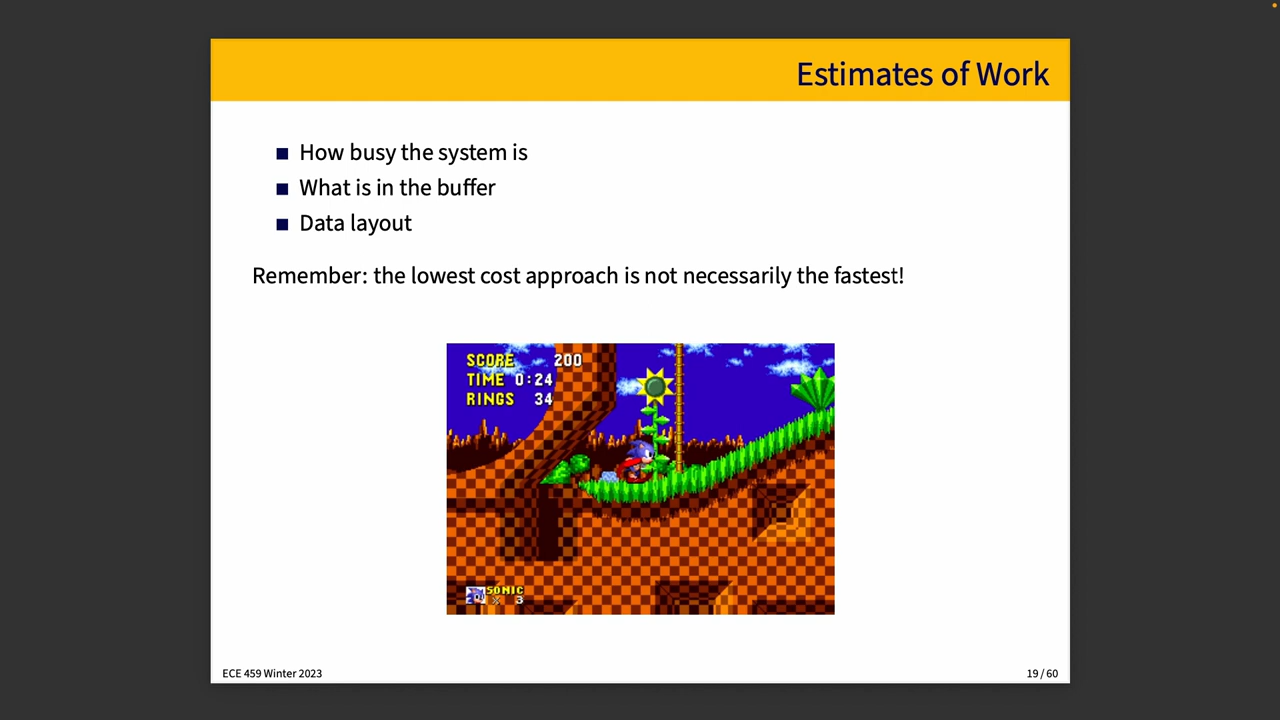 Estimates of Work
How busy the system is
What is in the buffer
Data layout
Remember: the lowest cost approach is not necessarily the fastest!
SCORE 200
TIME 0:24
RINGS 34
SONIC
X 3
ECE 459 Winter 2023
19 / 60